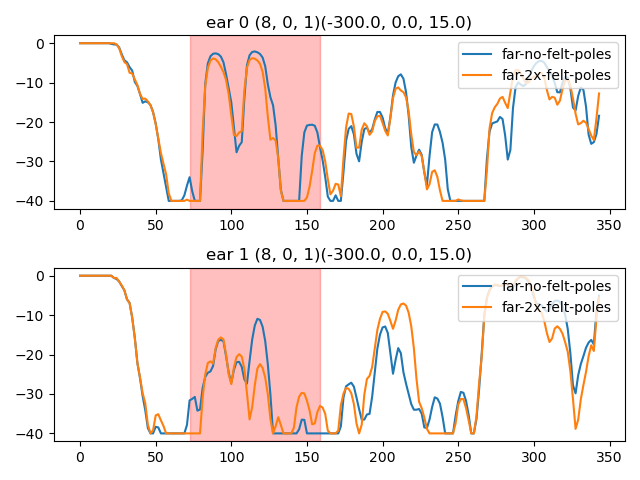 ear 0 (8, 0, 1)(-300.0, 0.0, 15.0)
0
−10
−20
−30
−40
far-no-felt-poles
far-2x-felt-poles
0 50 100 150 200 250 300 350
ear 1 (8, 0, 1)(-300.0, 0.0, 15.0)
0
−10
−20
−30
−40
far-no-felt-poles
far-2x-felt-poles
0 50 100 150 200 250 300 350